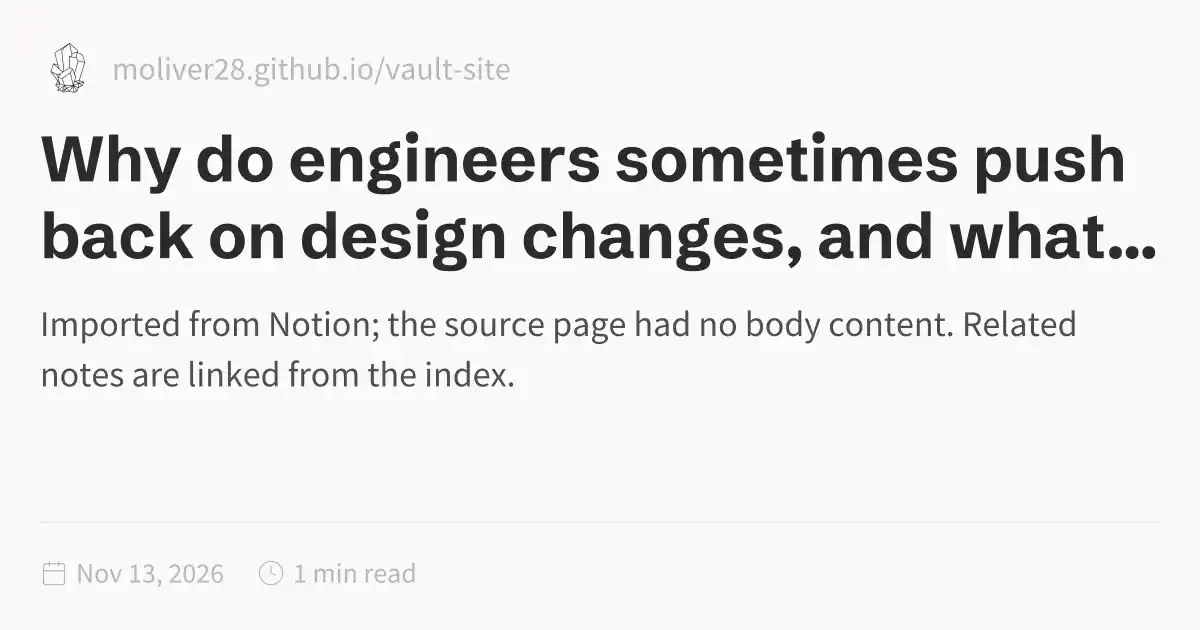 moliver28.github.io/vault-site
Why do engineers sometimes push
back on design changes, and what...
Imported from Notion; the source page had no body content. Related
notes are linked from the index.
Nov 13, 2026 1 min read